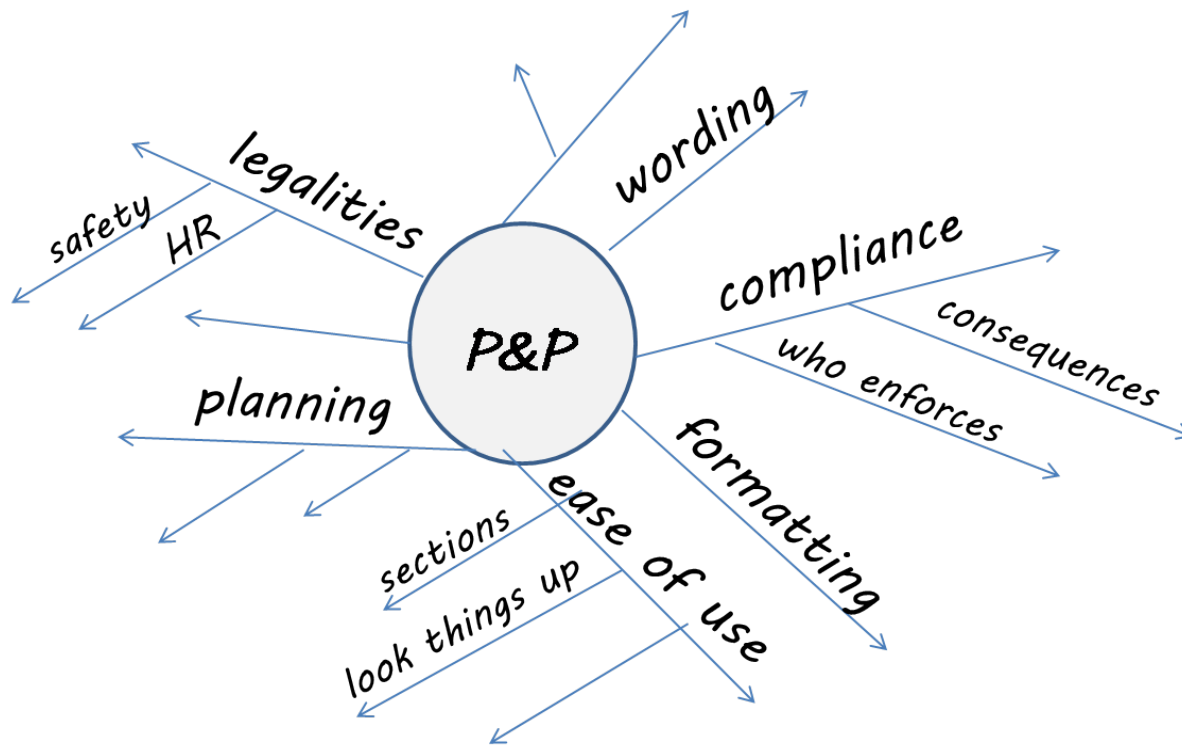 wording
legalities
safety
HR
compliance
consequences
who enforces
P&P
planning
formatting
ease of use
sections
look things up